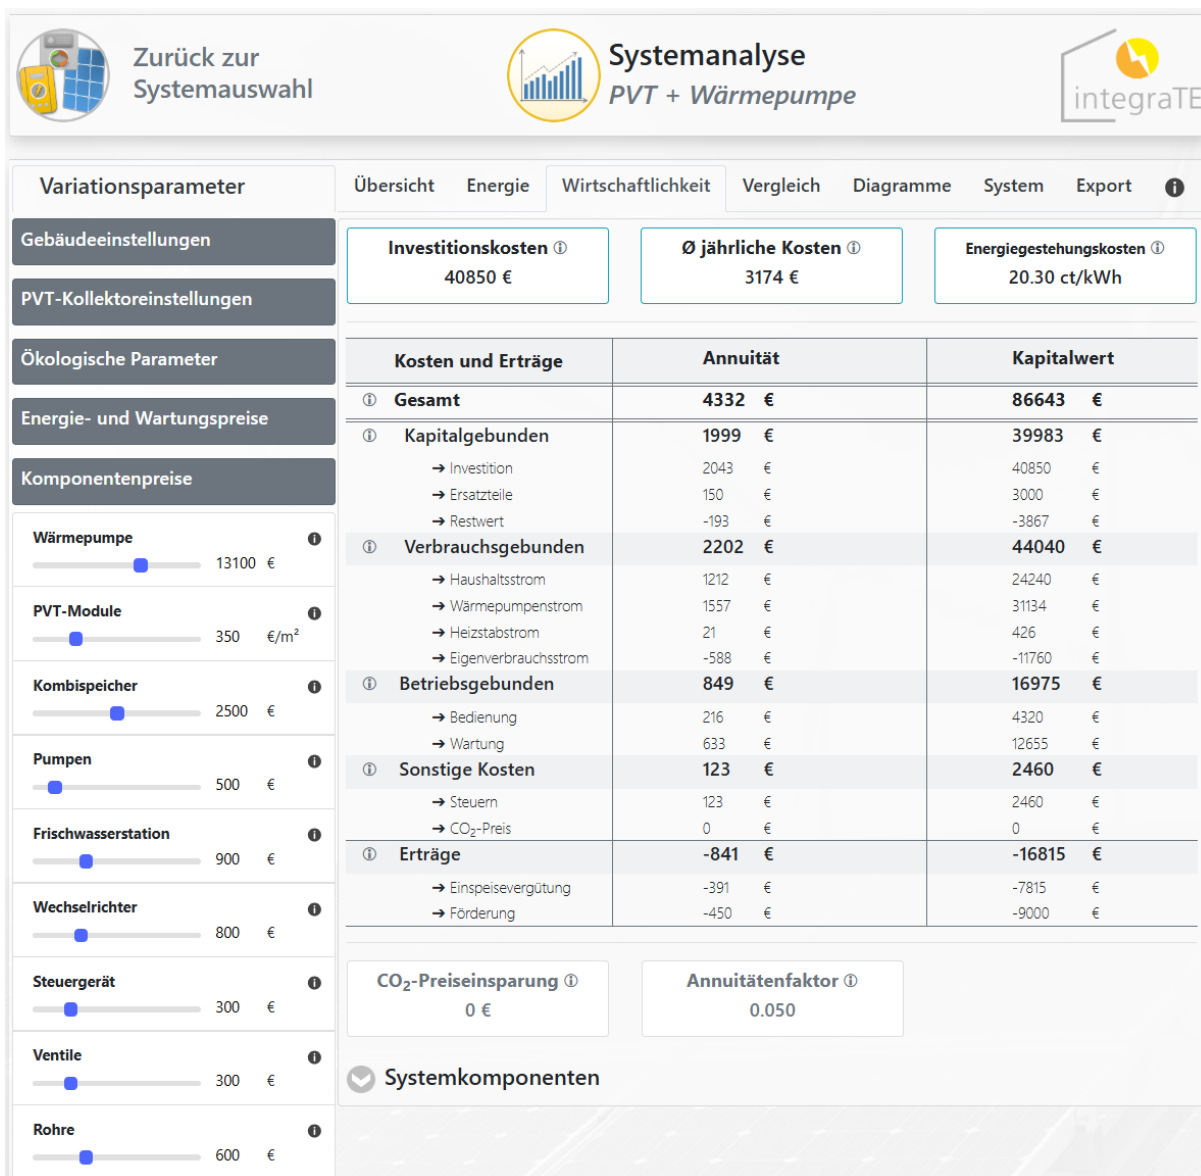 Zurück zur
Systemauswahl
Systemanalyse
PVT + Wärmepumpe
integraTE
Variationsparameter
Übersicht Energie Wirtschaftlichkeit Vergleich Diagramme System Export
Gebäudeeinstellungen
PVT-Kollektoreinstellungen
Ökologische Parameter
Energie- und Wartungspreise
Komponentenpreise
Wärmepumpe
13100 €
PVT-Module
350 €/m²
Kombispeicher
2500 €
Pumpen
500 €
Frischwasserstation
900 €
Wechselrichter
800 €
Steuergerät
300 €
Ventile
300 €
Rohre
600 €
Investitionskosten
40850 €
Ø jährliche Kosten
3174 €
Energiegestehungskosten
20.30 ct/kWh
Kosten und Erträge Annuität Kapitalwert
Gesamt 4332 € 86643 €
Kapitalgebunden 1999 € 39983 €
➔ Investition 2043 € 40850 €
➔ Ersatzteile 150 € 3000 €
➔ Restwert -193 € -3867 €
Verbrauchsgebunden 2202 € 44040 €
➔ Haushaltsstrom 1212 € 24240 €
➔ Wärmepumpenstrom 1557 € 31134 €
➔ Heizstabstrom 21 € 426 €
➔ Eigenverbrauchsstrom -588 € -11760 €
Betriebsgebunden 849 € 16975 €
➔ Bedienung 216 € 4320 €
➔ Wartung 633 € 12655 €
Sonstige Kosten 123 € 2460 €
➔ Steuern 123 € 2460 €
➔ CO₂-Preis 0 € 0 €
Erträge -841 € -16815 €
➔ Einspeisevergütung -391 € -7815 €
➔ Förderung -450 € -9000 €
CO₂-Preiseinsparung
0 €
Annuitätenfaktor
0.050
Systemkomponenten